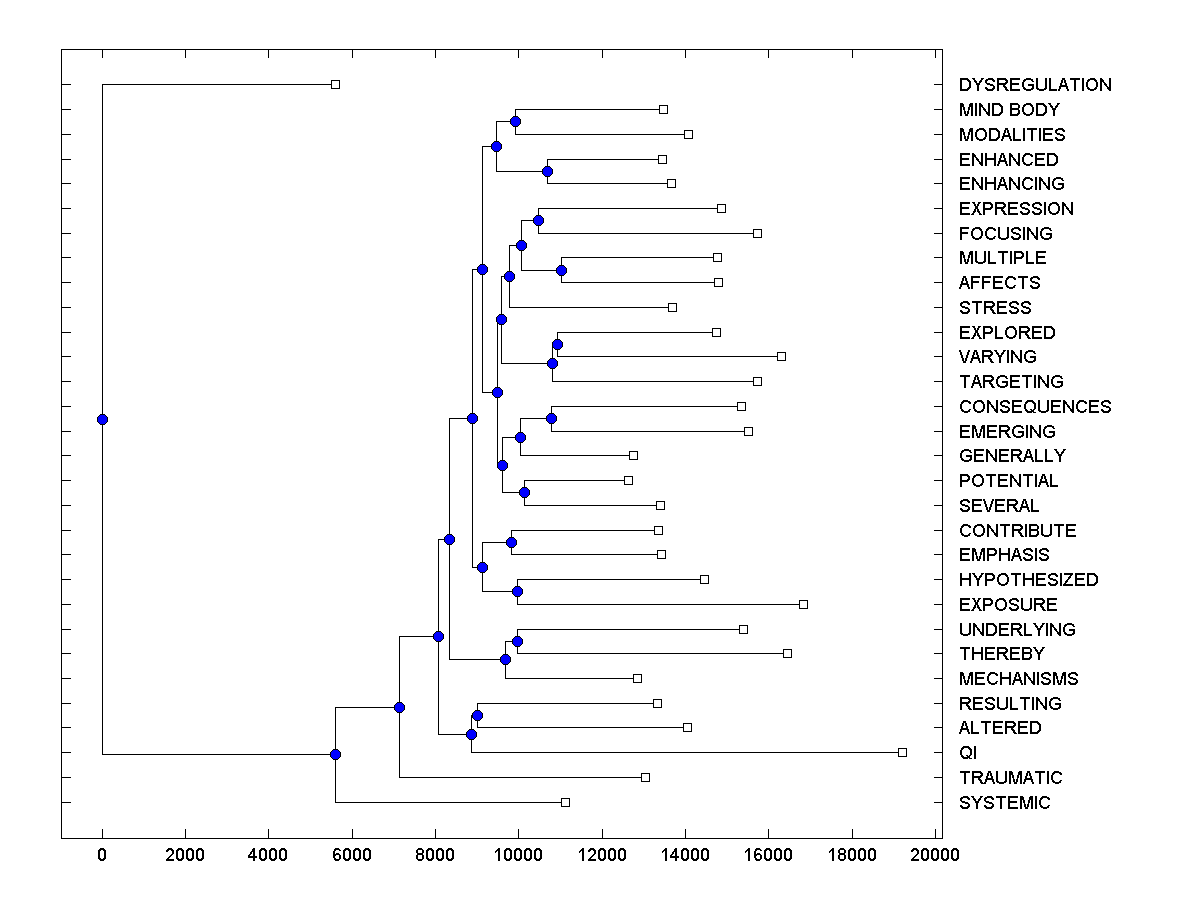 DYSREGULATION
MIND BODY
MODALITIES
ENHANCED
ENHANCING
EXPRESSION
FOCUSING
MULTIPLE
AFFECTS
STRESS
EXPLORED
VARYING
TARGETING
CONSEQUENCES
EMERGING
GENERALLY
POTENTIAL
SEVERAL
CONTRIBUTE
EMPHASIS
HYPOTHESIZED
EXPOSURE
UNDERLYING
THEREBY
MECHANISMS
RESULTING
ALTERED
QI
TRAUMATIC
SYSTEMIC
0 2000 4000 6000 8000 10000 12000 14000 16000 18000 20000